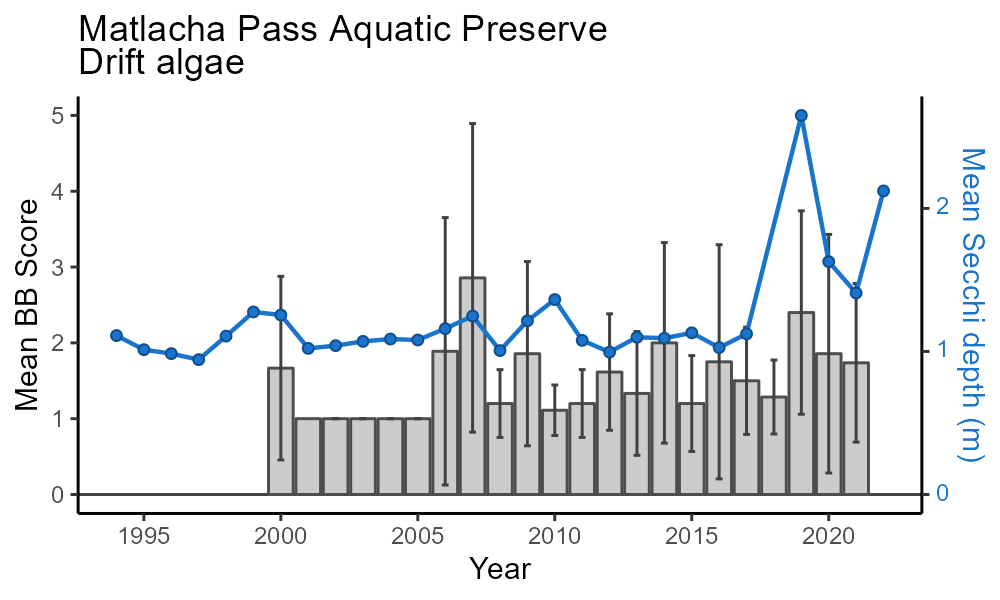 Matlacha Pass Aquatic Preserve
Drift algae
Mean BB Score
5
4
3
2
1
0
2
1
0
Mean Secchi depth (m)
1995 2000 2005 2010 2015 2020
Year